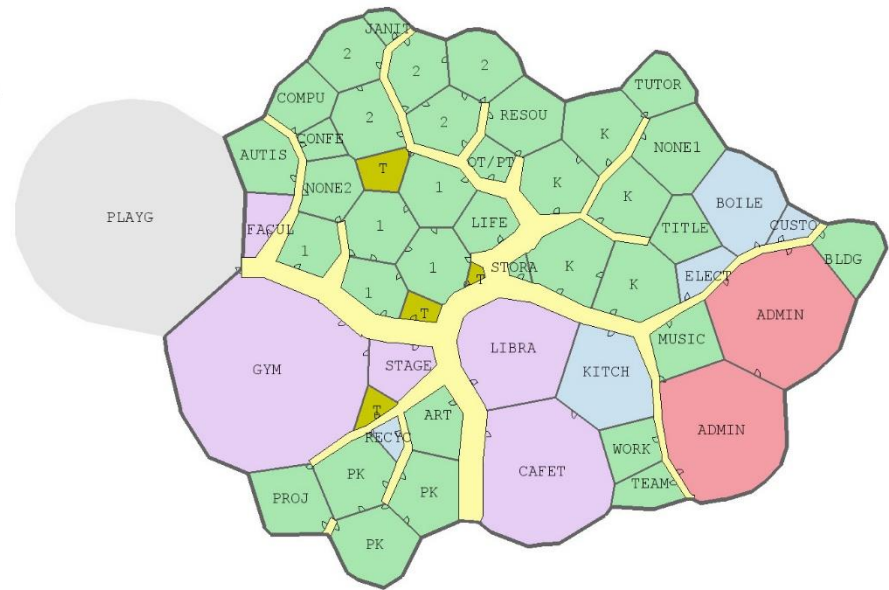 JANIT
2
2
2
COMPU
TUTOR
2
RESOU
2
CONFE
K
AUTIS
NONE1
OT/PT
T
K
NONE2
1
K
BOILE
PLAYG
LIFE
1
CUSTO
FACUL
TITLE
1
BLDG
1
STORA
K
T
ELECT
K
1
T
ADMIN
MUSIC
LIBRA
STAGE
GYM
KITCH
T
ART
ADMIN
RECYC
WORK
CAFET
PK
TEAM
PK
PROJ
PK